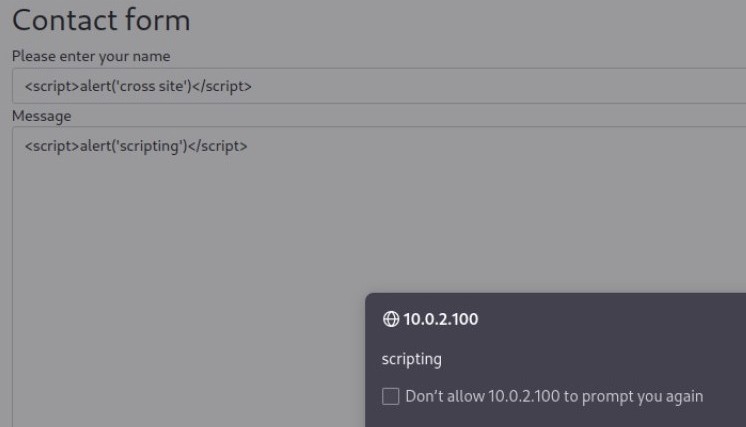 Contact form
Please enter your name
<script>alert('cross site')</script>
Message
<script>alert('scripting')</script>
10.0.2.100
scripting
Don't allow 10.0.2.100 to prompt you again